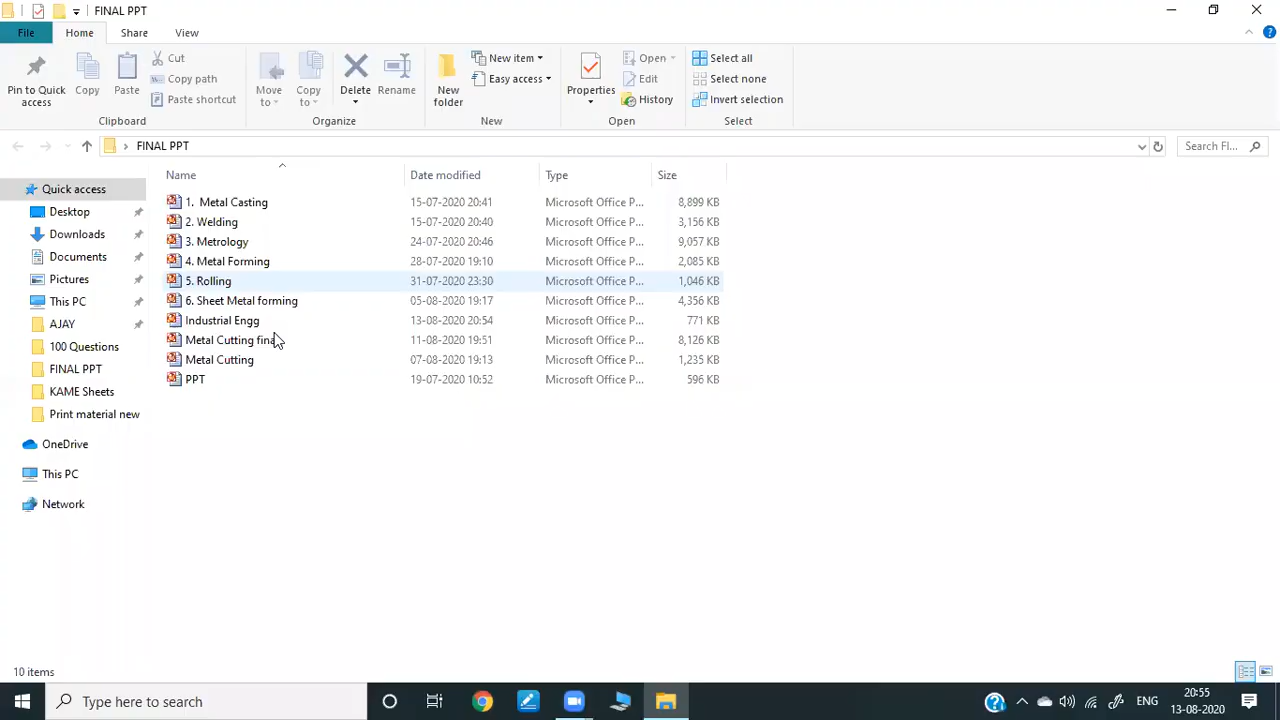 FINAL PPT
File Home Share View
Pin to Quick access
Copy
Paste
Cut
Copy path
Paste shortcut
Clipboard
Move to
Copy to
Delete
Rename
Organize
New folder
New item
Easy access
New
Properties
Open
Edit
History
Open
Select all
Select none
Invert selection
Select
FINAL PPT
Search Fl...
Name Date modified Type Size
1. Metal Casting 15-07-2020 20:41 Microsoft Office P... 8,899 KB
2. Welding 15-07-2020 20:40 Microsoft Office P... 3,156 KB
3. Metrology 24-07-2020 20:46 Microsoft Office P... 9,057 KB
4. Metal Forming 28-07-2020 19:10 Microsoft Office P... 2,085 KB
5. Rolling 31-07-2020 23:30 Microsoft Office P... 1,046 KB
6. Sheet Metal forming 05-08-2020 19:17 Microsoft Office P... 4,356 KB
Industrial Engg 13-08-2020 20:54 Microsoft Office P... 771 KB
Metal Cutting final 11-08-2020 19:51 Microsoft Office P... 8,126 KB
Metal Cutting 07-08-2020 19:13 Microsoft Office P... 1,235 KB
PPT 19-07-2020 10:52 Microsoft Office P... 596 KB
Quick access
Desktop
Downloads
Documents
Pictures
This PC
AJAY
100 Questions
FINAL PPT
KAME Sheets
Print material new
OneDrive
This PC
Network
10 items
Type here to search
ENG
20:55
13-08-2020